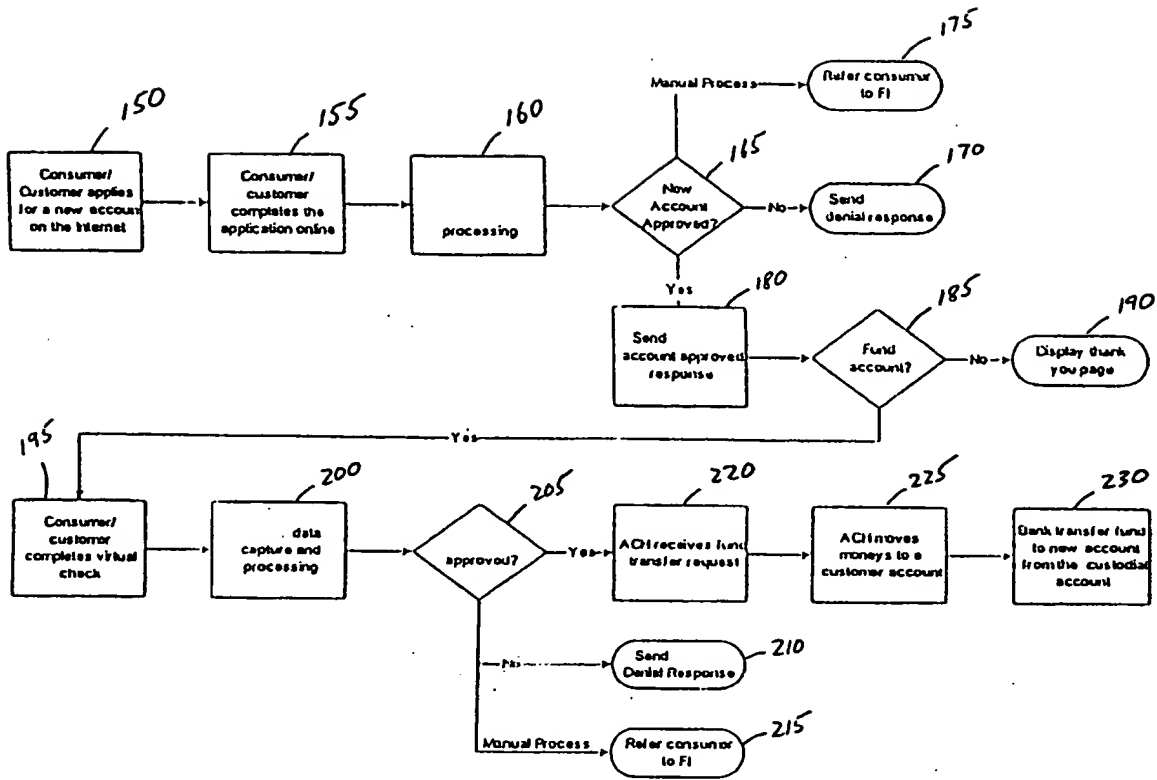 150
Consumer/
Customer applies
for a new account
on the Internet
155
Consumer/
customer
completes the
application online
160
processing
165
New
Account
Approved?
Manual Process
175
Refer consumer
to FI
No
170
Send
denial response
Yes
180
Send
account approved
response
185
Fund
account?
No
190
Display thank
you page
Yes
195
Consumer/
customer
completes virtual
check
200
data
capture and
processing
205
approved?
Yes
220
ACH receives fund
transfer request
225
ACH moves
moneys to a
customer account
230
Bank transfer fund
to new account
from the custodial
account
No
210
Send
Denial Response
Manual Process
215
Refer consumer
to FI